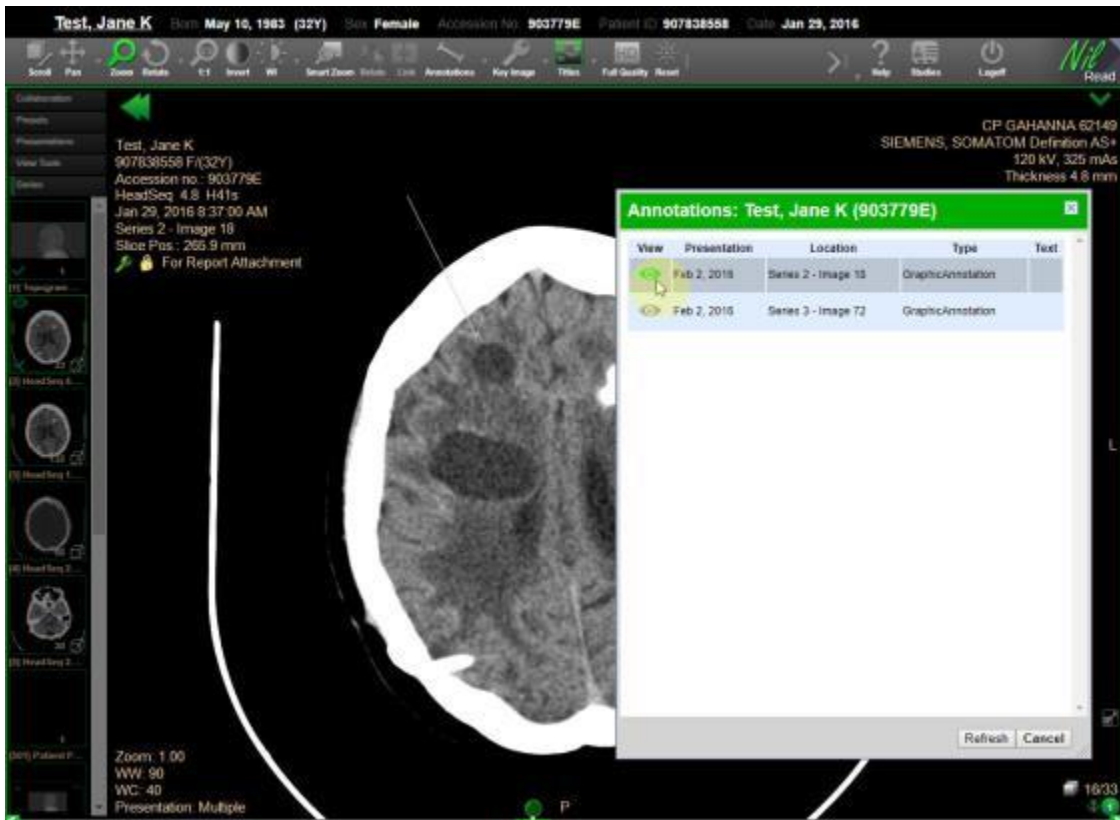 Test, Jane K Born May 10, 1983 (32Y) Sex Female Accession No. 903779E Patient ID 907838558 Date Jan 29, 2016
Scroll Pan Zoom Rotate 1:1 Invert Wl Smart Zoom Relate Link Annotations Key Image Titles Full Quality Reset Help Studies Logoff
HD
Nil
Read
Collaboration
Presets
Presentations
View Tools
Series
CP GAHANNA 62149
SIEMENS, SOMATOM Definition AS+
120 kV, 325 mAs
Thickness 4.8 mm
Test, Jane K
907838558 F/(32Y)
Accession no.: 903779E
HeadSeq 4.8 H41s
Jan 29, 2016 8:37:00 AM
Series 2 - Image 18
Slice Pos.: 265.9 mm
For Report Attachment
Annotations: Test, Jane K (903779E)
View Presentation Location Type Text
Feb 2, 2016 Series 2 - Image 18 GraphicAnnotation
Feb 2, 2016 Series 3 - Image 72 GraphicAnnotation
Refresh Cancel
L
Zoom: 1.00
WW: 90
WC: 40
Presentation: Multiple
P
16/33